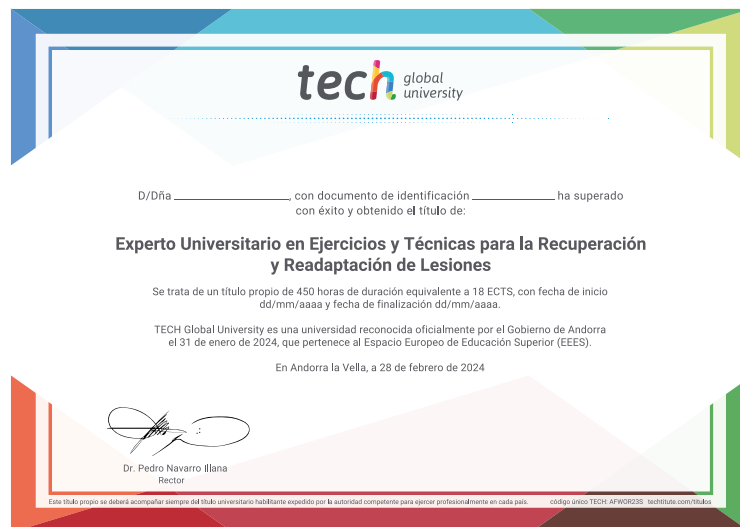 tech global university
D/Dña ____________________, con documento de identificación ______________ ha superado
con éxito y obtenido el título de:
Experto Universitario en Ejercicios y Técnicas para la Recuperación
y Readaptación de Lesiones
Se trata de un título propio de 450 horas de duración equivalente a 18 ECTS, con fecha de inicio
dd/mm/aaaa y fecha de finalización dd/mm/aaaa.
TECH Global University es una universidad reconocida oficialmente por el Gobierno de Andorra
el 31 de enero de 2024, que pertenece al Espacio Europeo de Educación Superior (EEES).
En Andorra la Vella, a 28 de febrero de 2024
Dr. Pedro Navarro Illana
Rector
Este título propio se deberá acompañar siempre del título universitario habilitante expedido por la autoridad competente para ejercer profesionalmente en cada país. código único TECH: AFWOR23S techtitute.com/titulos